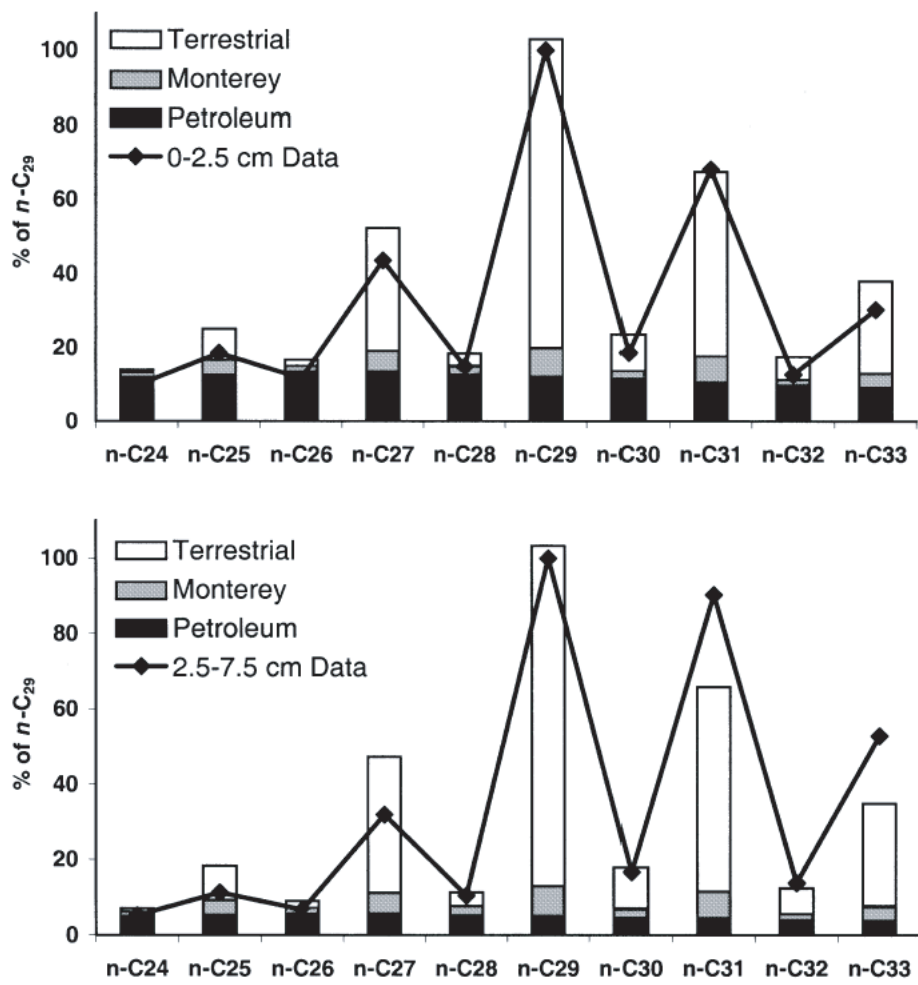 Terrestrial
Monterey
Petroleum
0-2.5 cm Data
% of n-C29
100
80
60
40
20
0
n-C24 n-C25 n-C26 n-C27 n-C28 n-C29 n-C30 n-C31 n-C32 n-C33
Terrestrial
Monterey
Petroleum
2.5-7.5 cm Data
% of n-C29
100
80
60
40
20
0
n-C24 n-C25 n-C26 n-C27 n-C28 n-C29 n-C30 n-C31 n-C32 n-C33